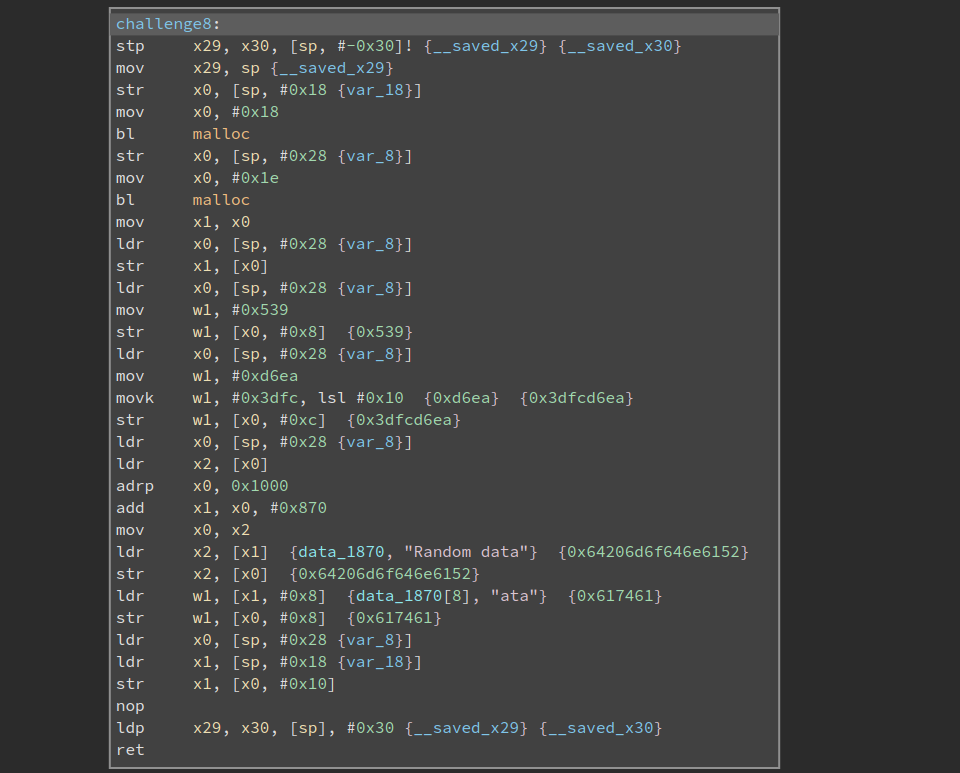 challenge8:
stp x29, x30, [sp, #-0x30]! {__saved_x29} {__saved_x30}
mov x29, sp {__saved_x29}
str x0, [sp, #0x18 {var_18}]
mov x0, #0x18
bl malloc
str x0, [sp, #0x28 {var_8}]
mov x0, #0x1e
bl malloc
mov x1, x0
ldr x0, [sp, #0x28 {var_8}]
str x1, [x0]
ldr x0, [sp, #0x28 {var_8}]
mov w1, #0x539
str w1, [x0, #0x8] {0x539}
ldr x0, [sp, #0x28 {var_8}]
mov w1, #0xd6ea
movk w1, #0x3dfc, lsl #0x10 {0xd6ea} {0x3dfcd6ea}
str w1, [x0, #0xc] {0x3dfcd6ea}
ldr x0, [sp, #0x28 {var_8}]
ldr x2, [x0]
adrp x0, 0x1000
add x1, x0, #0x870
mov x0, x2
ldr x2, [x1] {data_1870, "Random data"} {0x64206d6f646e6152}
str x2, [x0] {0x64206d6f646e6152}
ldr w1, [x1, #0x8] {data_1870[8], "ata"} {0x617461}
str w1, [x0, #0x8] {0x617461}
ldr x0, [sp, #0x28 {var_8}]
ldr x1, [sp, #0x18 {var_18}]
str x1, [x0, #0x10]
nop
ldp x29, x30, [sp], #0x30 {__saved_x29} {__saved_x30}
ret